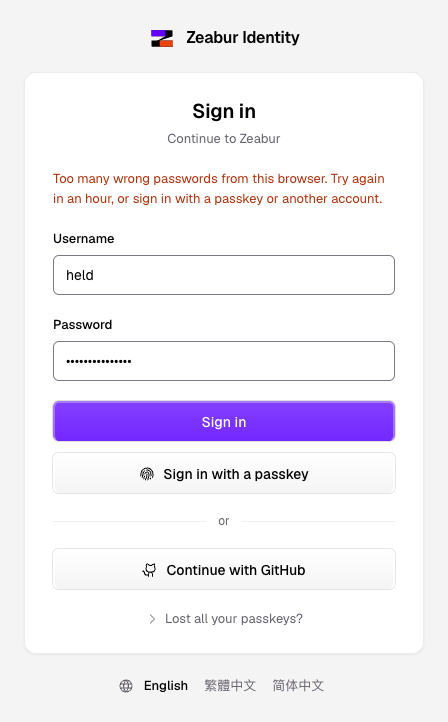 Zeabur Identity
Sign in
Continue to Zeabur
Too many wrong passwords from this browser. Try again
in an hour, or sign in with a passkey or another account.
Username
held
Password
•••••••••••••••
Sign in
Sign in with a passkey
or
Continue with GitHub
Lost all your passkeys?
English 繁體中文 简体中文